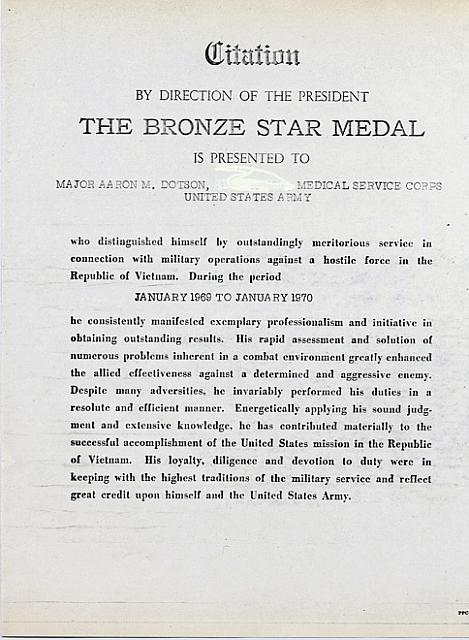 Citation
BY DIRECTION OF THE PRESIDENT
THE BRONZE STAR MEDAL
IS PRESENTED TO
MAJOR AARON M. DOTSON, MEDICAL SERVICE CORPS
UNITED STATES ARMY
who distinguished himself by outstandingly meritorious service in
connection with military operations against a hostile force in the
Republic of Vietnam. During the period
JANUARY 1969 TO JANUARY 1970
he consistently manifested exemplary professionalism and initiative in
obtaining outstanding results. His rapid assessment and solution of
numerous problems inherent in a combat environment greatly enhanced
the allied effectiveness against a determined and aggressive enemy.
Despite many adversities, he invariably performed his duties in a
resolute and efficient manner. Energetically applying his sound judg-
ment and extensive knowledge, he has contributed materially to the
successful accomplishment of the United States mission in the Republic
of Vietnam. His loyalty, diligence and devotion to duty were in
keeping with the highest traditions of the military service and reflect
great credit upon himself and the United States Army.
PPC